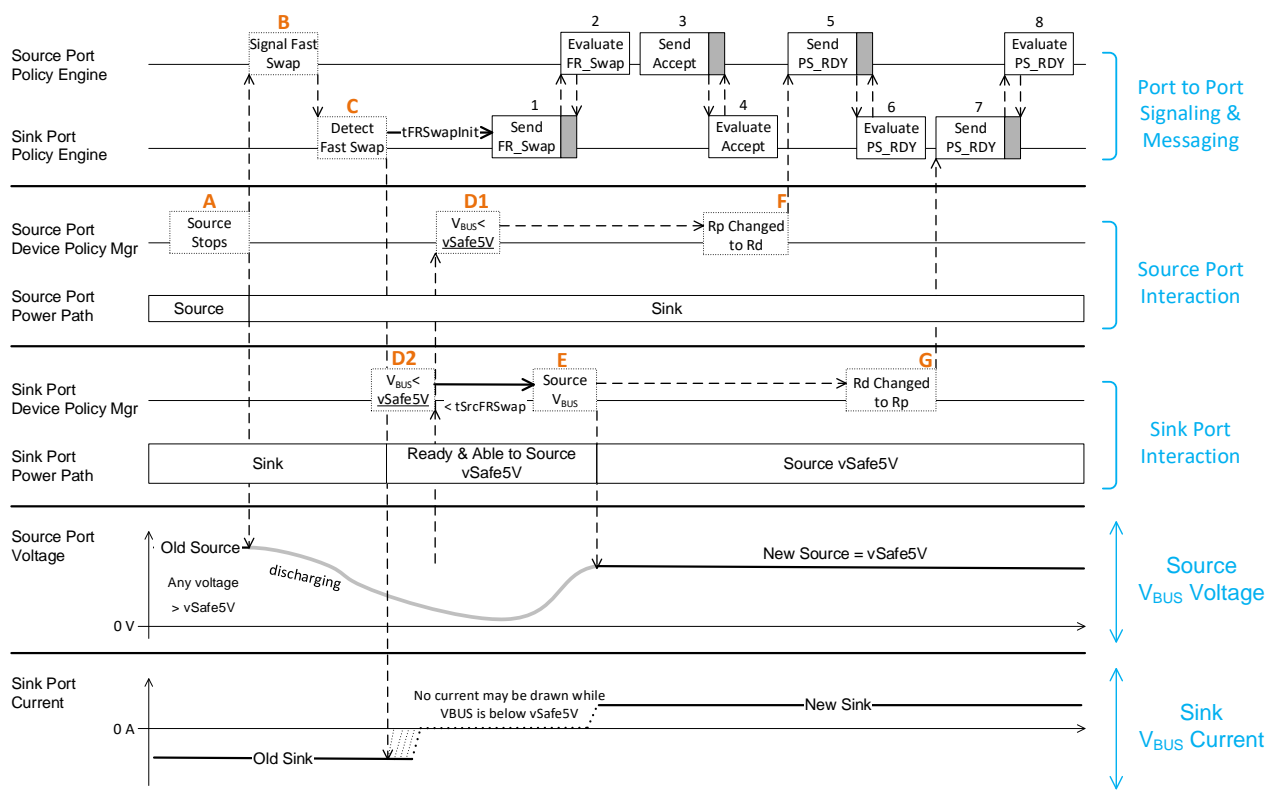 B
2
3
5
8
Source Port
Policy Engine
Signal Fast
Swap
Evaluate
FR_Swap
Send
Accept
Send
PS_RDY
Evaluate
PS_RDY
C
1
4
6
7
Sink Port
Policy Engine
Detect
Fast Swap
tFRSwapInit
Send
FR_Swap
Evaluate
Accept
Evaluate
PS_RDY
Send
PS_RDY
Port to Port
Signaling &
Messaging
A
D1
F
Source Port
Device Policy Mgr
Source
Stops
VBUS<
vSafe5V
Rp Changed
to Rd
Source Port
Power Path
Source
Sink
Source Port
Interaction
D2
E
G
Sink Port
Device Policy Mgr
VBUS<
vSafe5V
< tSrcFRSwap
Source
VBUS
Rd Changed
to Rp
Sink Port
Power Path
Sink
Ready & Able to Source
vSafe5V
Source vSafe5V
Sink Port
Interaction
Source Port
Voltage
Old Source
Any voltage
> vSafe5V
discharging
New Source = vSafe5V
0 V
Source
VBUS Voltage
Sink Port
Current
No current may be drawn while
VBUS is below vSafe5V
New Sink
0 A
Old Sink
Sink
VBUS Current